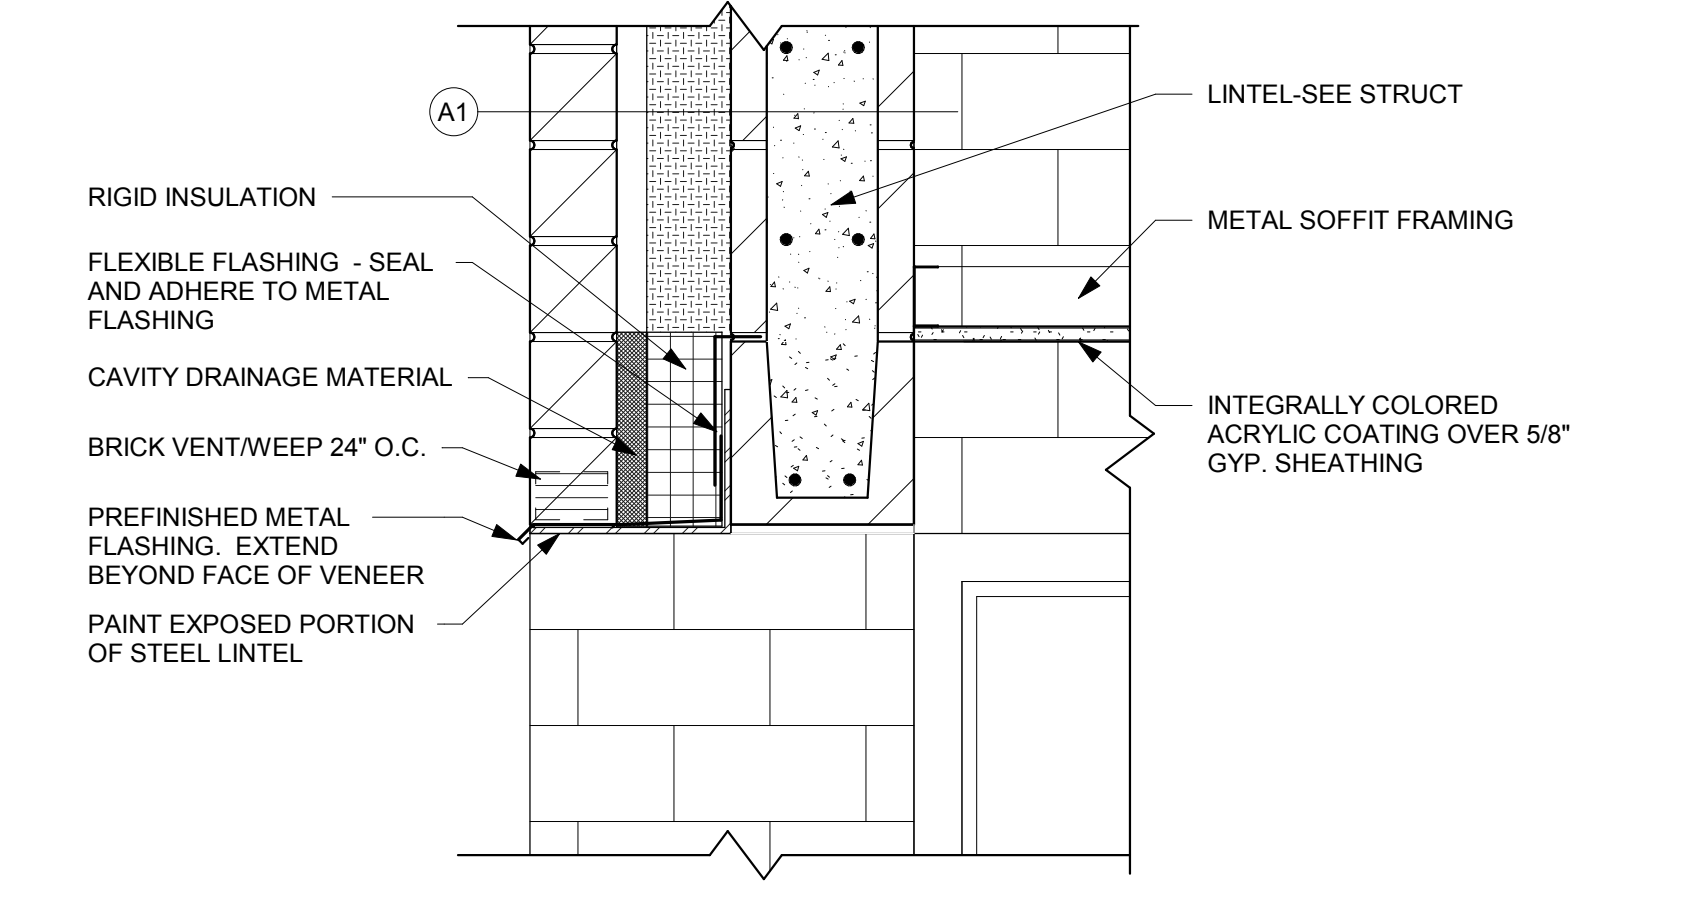 A1
RIGID INSULATION
FLEXIBLE FLASHING - SEAL
AND ADHERE TO METAL
FLASHING
CAVITY DRAINAGE MATERIAL
BRICK VENT/WEEP 24" O.C.
PREFINISHED METAL
FLASHING. EXTEND
BEYOND FACE OF VENEER
PAINT EXPOSED PORTION
OF STEEL LINTEL
LINTEL-SEE STRUCT
METAL SOFFIT FRAMING
INTEGRALLY COLORED
ACRYLIC COATING OVER 5/8"
GYP. SHEATHING